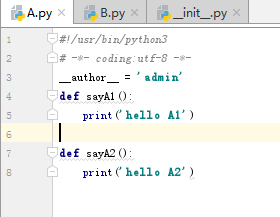 A.py B.py __init__.py
1 #!/usr/bin/python3
2 # -*- coding:utf-8 -*-
3 __author__ = 'admin'
4 def sayA1():
5     print('hello A1')
6
7 def sayA2():
8     print('hello A2')